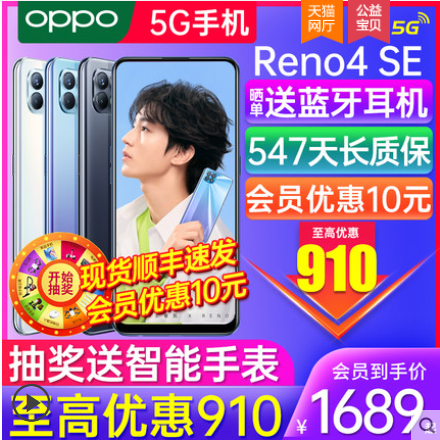 oppo
5G手机
天猫
网厅
公益
宝贝
5G
Reno4 SE
晒单
送蓝牙耳机
547天长质保
会员优惠10元
至高优惠
910
开始
抽奖
现货顺丰速发
会员优惠10元
抽奖送智能手表
至高优惠910
会员到手价
¥1689